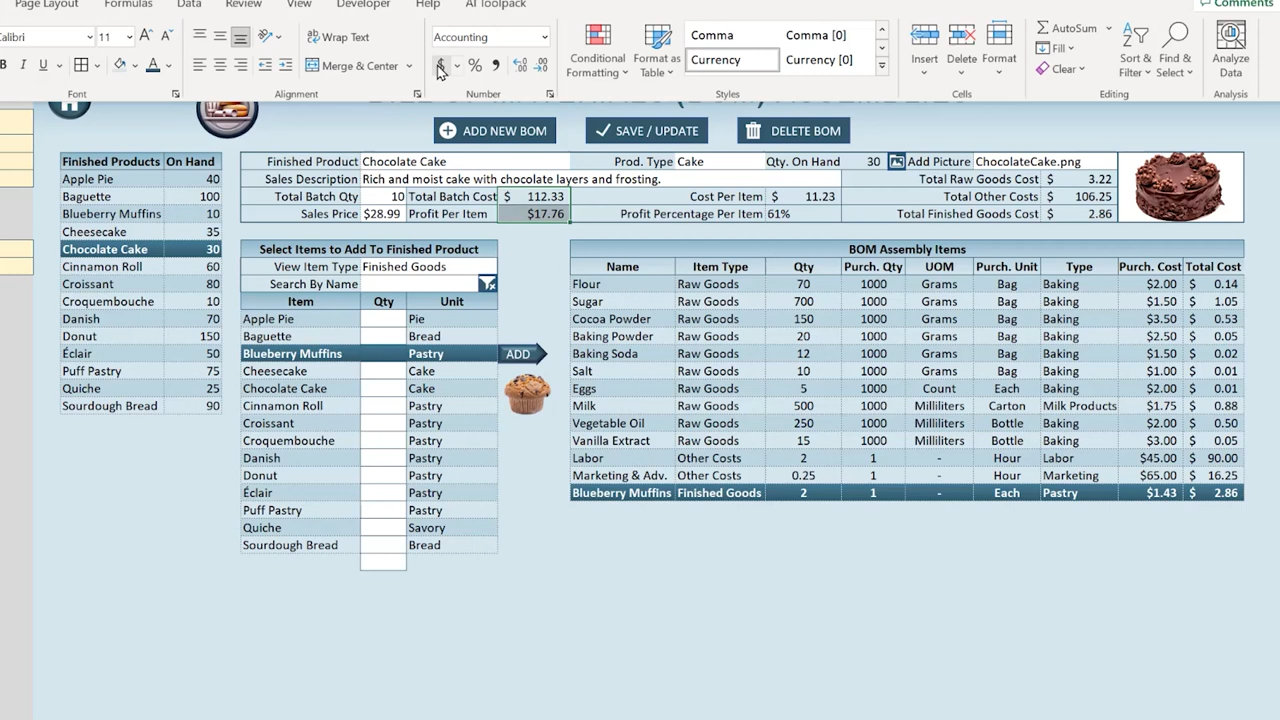 Page Layout Formulas Data Review View Developer Help AI Toolpack Comments
Calibri 11 A A Wrap Text Accounting Conditional Formatting Format as Table Comma Comma [0] Insert Delete Format AutoSum Sort & Filter Find & Select Analyze Data
B I U A Merge & Center $ % , Currency Currency [0] Fill Clear
Font Alignment Number Styles Cells Editing Analysis
ADD NEW BOM SAVE / UPDATE DELETE BOM
Finished Products On Hand
Apple Pie 40
Baguette 100
Blueberry Muffins 10
Cheesecake 35
Chocolate Cake 30
Cinnamon Roll 60
Croissant 80
Croquembouche 10
Danish 70
Donut 150
Éclair 50
Puff Pastry 75
Quiche 25
Sourdough Bread 90
Finished Product Chocolate Cake Prod. Type Cake Qty. On Hand 30 Add Picture ChocolateCake.png
Sales Description Rich and moist cake with chocolate layers and frosting. Total Raw Goods Cost $ 3.22
Total Batch Qty 10 Total Batch Cost $ 112.33 Cost Per Item $ 11.23 Total Other Costs $ 106.25
Sales Price $28.99 Profit Per Item $17.76 Profit Percentage Per Item 61% Total Finished Goods Cost $ 2.86
Select Items to Add To Finished Product
View Item Type Finished Goods
Search By Name
Item Qty Unit
Apple Pie Pie
Baguette Bread
Blueberry Muffins Pastry ADD
Cheesecake Cake
Chocolate Cake Cake
Cinnamon Roll Pastry
Croissant Pastry
Croquembouche Pastry
Danish Pastry
Donut Pastry
Éclair Pastry
Puff Pastry Pastry
Quiche Savory
Sourdough Bread Bread
BOM Assembly Items
Name Item Type Qty Purch. Qty UOM Purch. Unit Type Purch. Cost Total Cost
Flour Raw Goods 70 1000 Grams Bag Baking $2.00 $ 0.14
Sugar Raw Goods 700 1000 Grams Bag Baking $1.50 $ 1.05
Cocoa Powder Raw Goods 150 1000 Grams Bag Baking $3.50 $ 0.53
Baking Powder Raw Goods 20 1000 Grams Bag Baking $2.50 $ 0.05
Baking Soda Raw Goods 12 1000 Grams Bag Baking $1.50 $ 0.02
Salt Raw Goods 10 1000 Grams Bag Baking $1.00 $ 0.01
Eggs Raw Goods 5 1000 Count Each Baking $2.00 $ 0.01
Milk Raw Goods 500 1000 Milliliters Carton Milk Products $1.75 $ 0.88
Vegetable Oil Raw Goods 250 1000 Milliliters Bottle Baking $2.00 $ 0.50
Vanilla Extract Raw Goods 15 1000 Milliliters Bottle Baking $3.00 $ 0.05
Labor Other Costs 2 1 - Hour Labor $45.00 $ 90.00
Marketing & Adv. Other Costs 0.25 1 - Hour Marketing $65.00 $ 16.25
Blueberry Muffins Finished Goods 2 1 - Each Pastry $1.43 $ 2.86